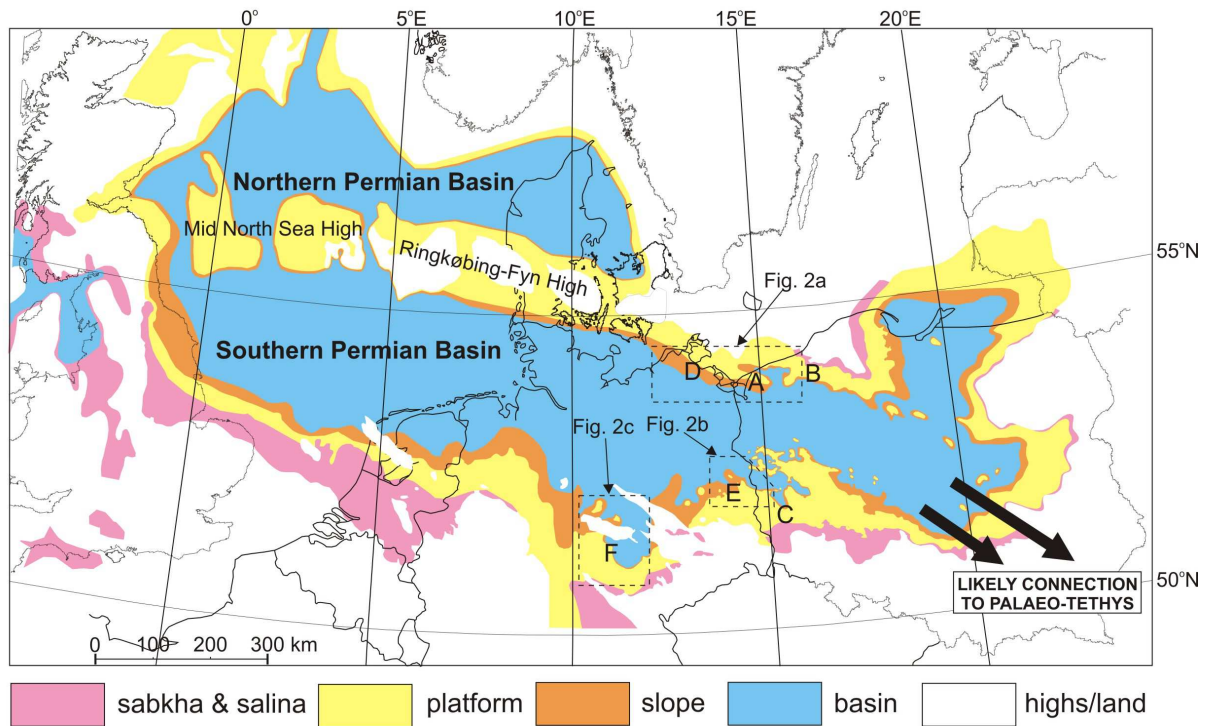 0° 5°E 10°E 15°E 20°E
Northern Permian Basin
Mid North Sea High
Ringkøbing-Fyn High
55°N
Fig. 2a
Southern Permian Basin
D A B
Fig. 2c Fig. 2b
E
C
F
50°N
LIKELY CONNECTION
TO PALAEO-TETHYS
0 100 200 300 km
sabkha & salina platform slope basin highs/land